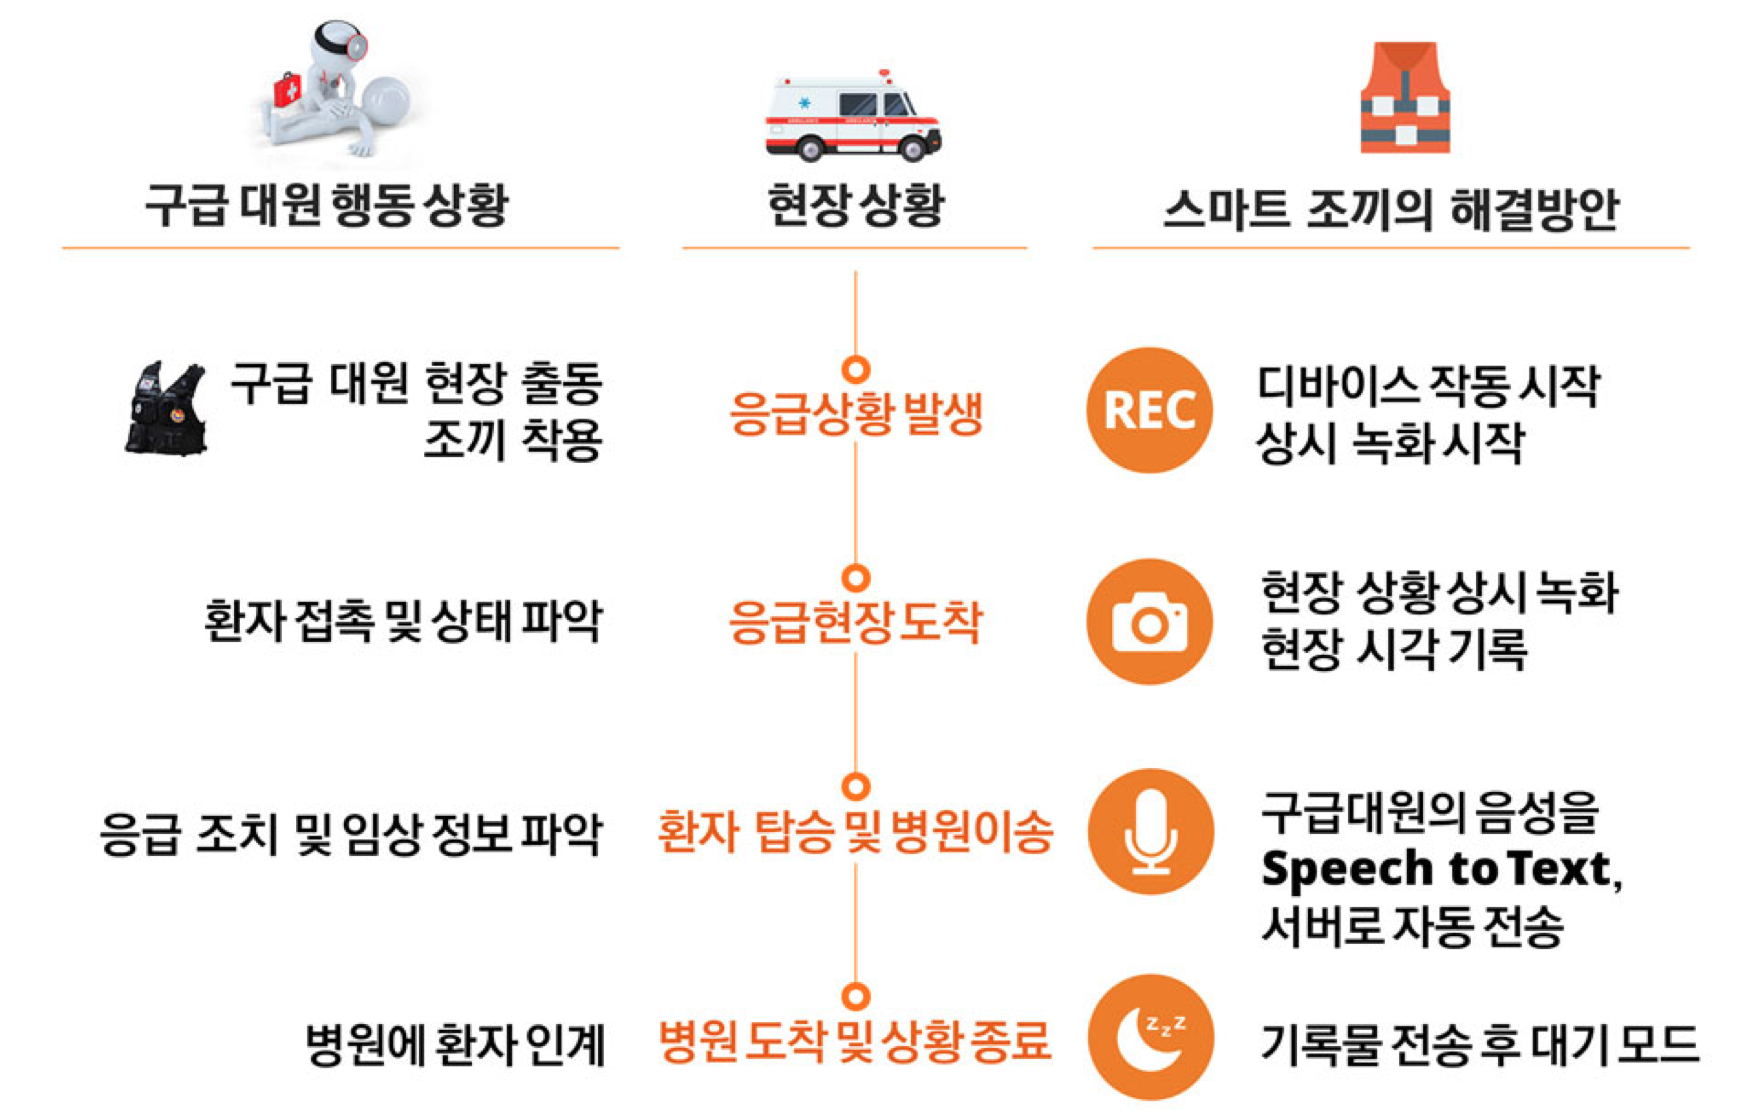 구급 대원 행동 상황
현장 상황
스마트 조끼의 해결방안
구급 대원 현장 출동
조끼 착용
응급상황 발생
REC
디바이스 작동 시작
상시 녹화 시작
환자 접촉 및 상태 파악
응급현장 도착
현장 상황 상시 녹화
현장 시각 기록
응급 조치 및 임상 정보 파악
환자 탑승 및 병원이송
구급대원의 음성을
Speech to Text,
서버로 자동 전송
병원에 환자 인계
병원 도착 및 상황 종료
z z z
기록물 전송 후 대기 모드